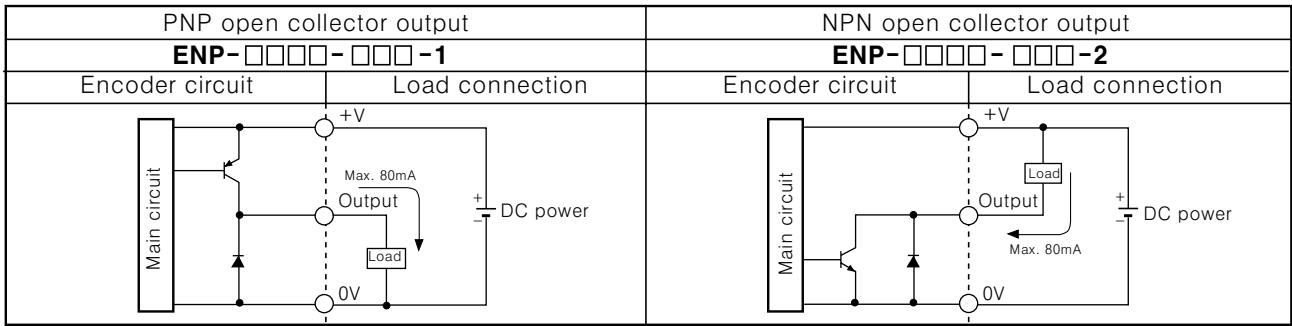 PNP open collector output
NPN open collector output
ENP-□□□□-□□□-1
ENP-□□□□-□□□-2
Encoder circuit
Load connection
Encoder circuit
Load connection
Main circuit
+V
Max. 80mA
Output
Load
+
−
DC power
0V
Main circuit
+V
Load
Output
Max. 80mA
+
−
DC power
0V